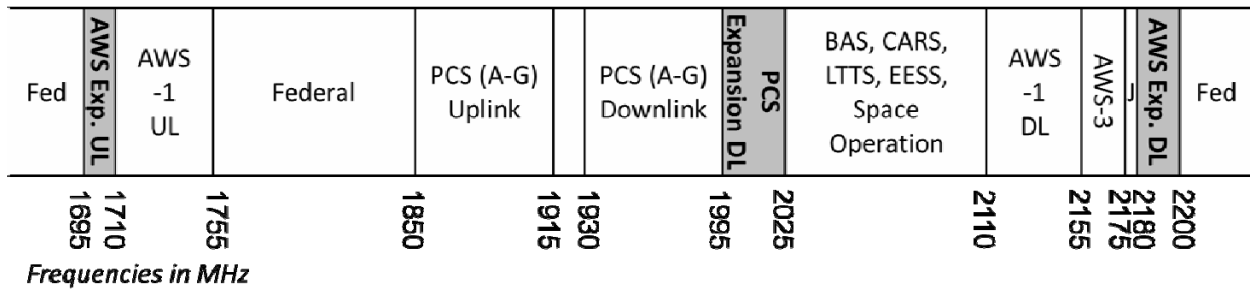 Fed
AWS Exp. UL
AWS
-1
UL
Federal
PCS (A-G)
Uplink
PCS (A-G)
Downlink
PCS
Expansion DL
BAS, CARS,
LTTS, EESS,
Space
Operation
AWS
-1
DL
AWS-3
J
AWS Exp. DL
Fed
1695
1710
1755
1850
1915
1930
1995
2025
2110
2155
2175
2180
2200
Frequencies in MHz